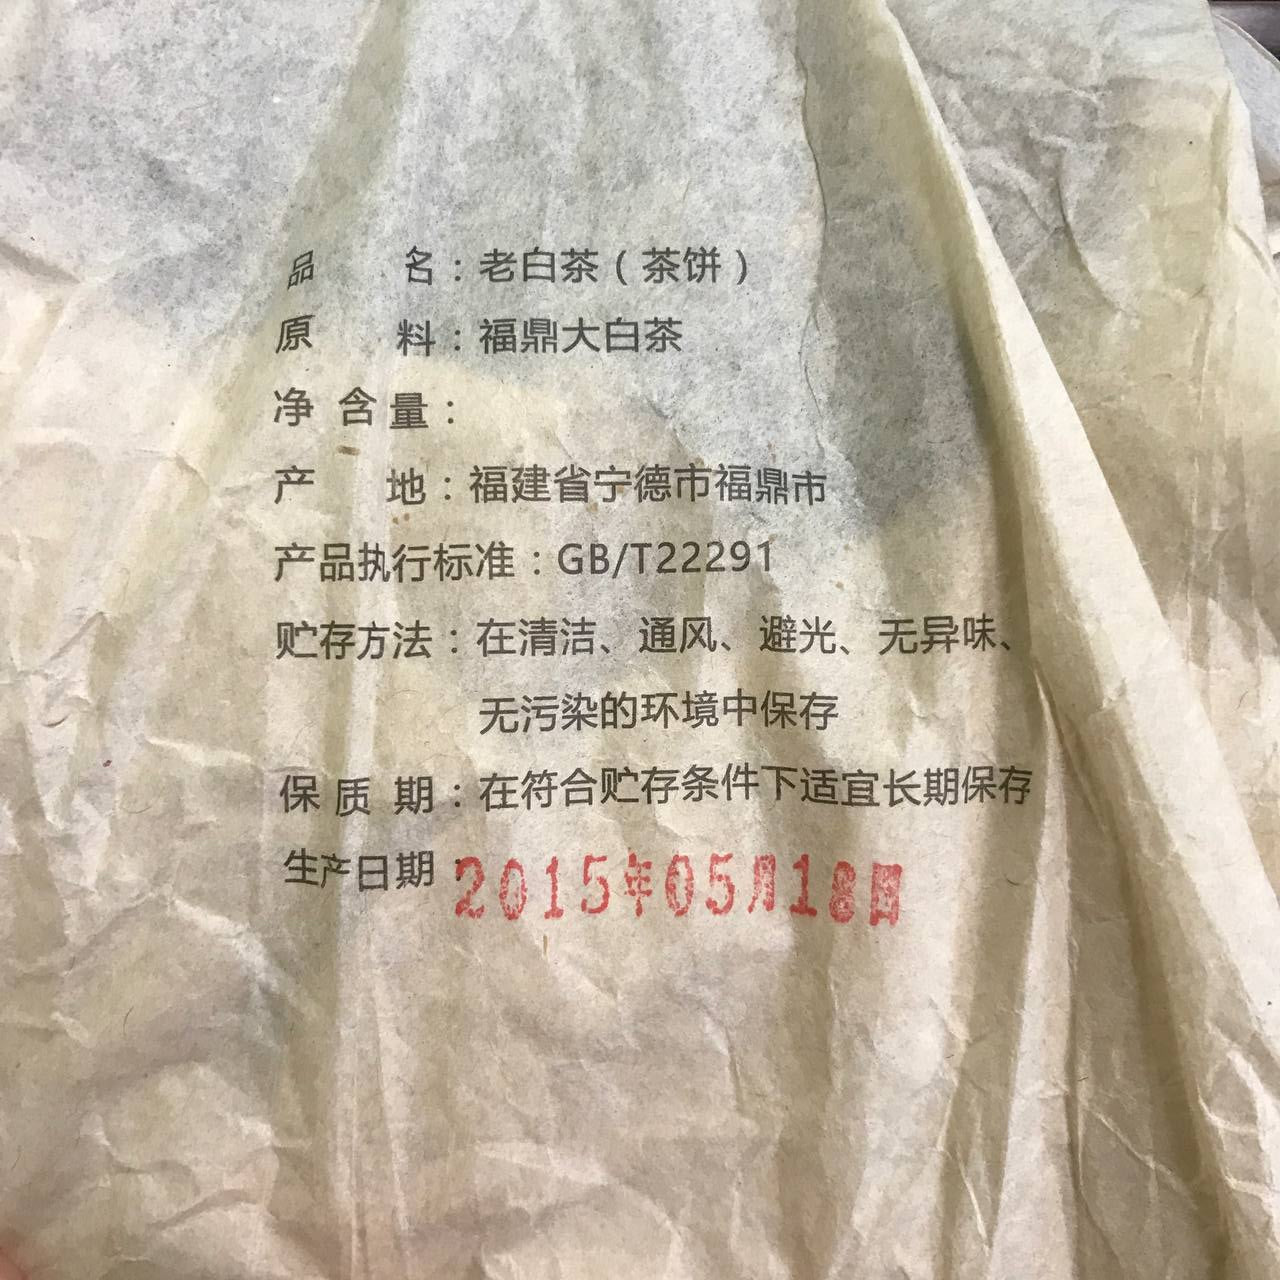 品 名：老白茶（茶饼）
原 料：福鼎大白茶
净 含 量：
产 地：福建省宁德市福鼎市
产品执行标准：GB/T22291
贮存方法：在清洁、通风、避光、无异味、
无污染的环境中保存
保 质 期：在符合贮存条件下适宜长期保存
生产日期：2015年05月18日